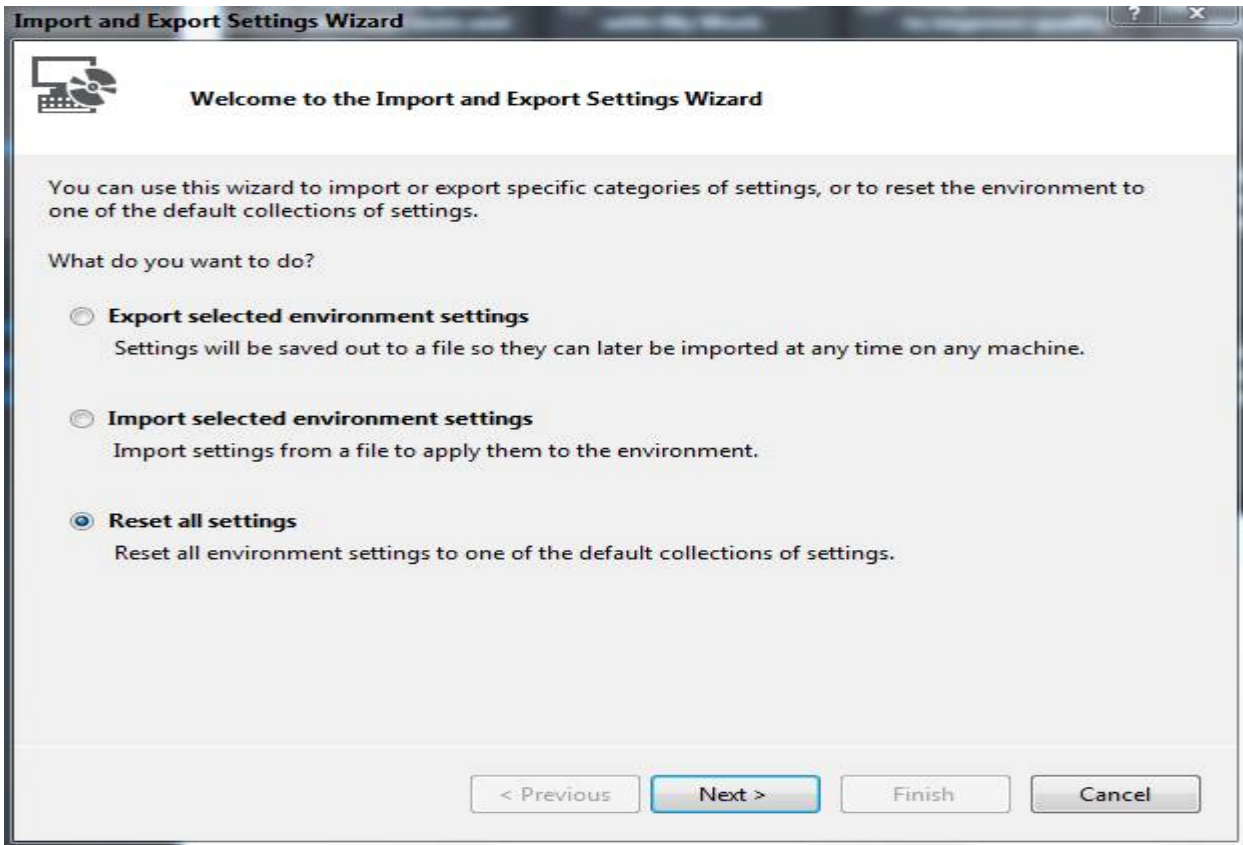 Import and Export Settings Wizard
Welcome to the Import and Export Settings Wizard
You can use this wizard to import or export specific categories of settings, or to reset the environment to
one of the default collections of settings.
What do you want to do?
Export selected environment settings
Settings will be saved out to a file so they can later be imported at any time on any machine.
Import selected environment settings
Import settings from a file to apply them to the environment.
Reset all settings
Reset all environment settings to one of the default collections of settings.
< Previous Next > Finish Cancel